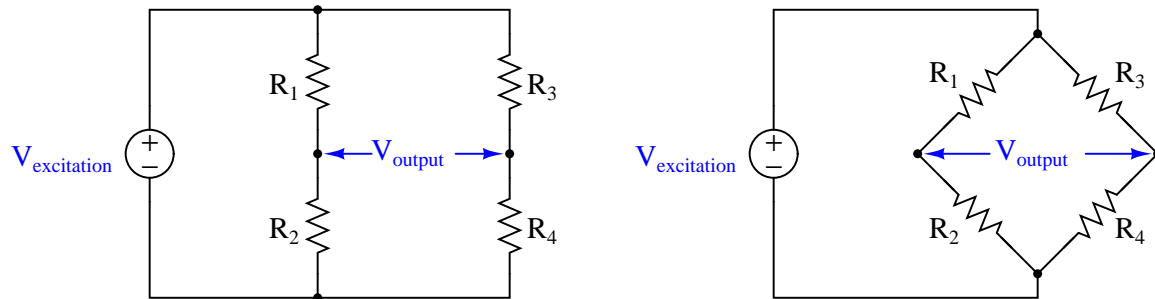 R1
R3
+
−
Vexcitation
Voutput
R2
R4
R1
R3
+
−
Vexcitation
Voutput
R2
R4